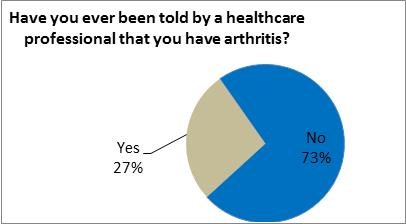 Have you ever been told by a healthcare
professional that you have arthritis?
No
73%
Yes
27%